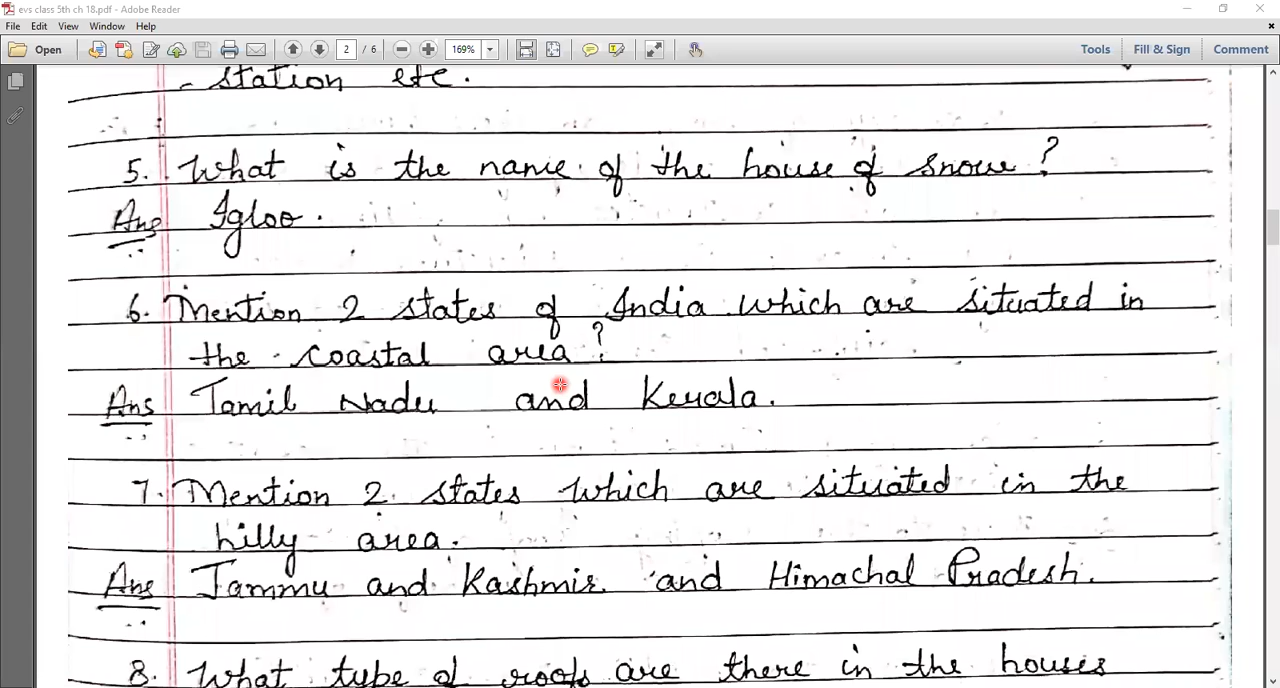 evs class 5th ch 18.pdf - Adobe Reader
File Edit View Window Help
Open 2 / 6 169% Tools Fill & Sign Comment
station etc.
5. What is the name of the house of snow?
Ans Igloo.
6. Mention 2 states of India which are situated in
the coastal area?
Ans Tamil Nadu and Kerala.
7. Mention 2 states which are situated in the
hilly area.
Ans Jammu and Kashmir and Himachal Pradesh.
8. What type of roofs are there in the houses